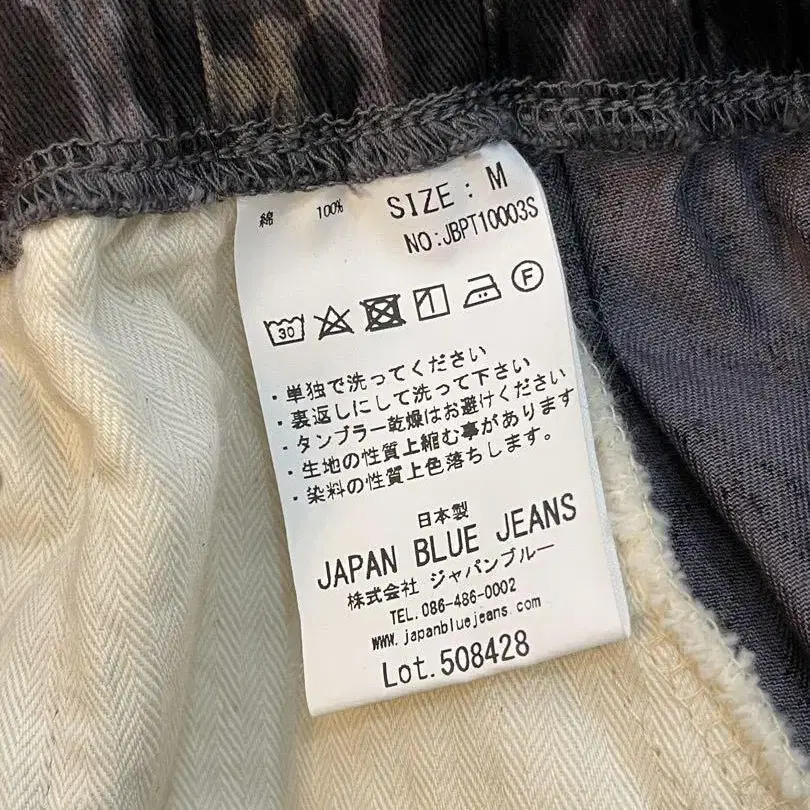 綿 100% SIZE : M
NO:JBPT10003S
30 F
・単独で洗ってください
・裏返しにして洗って下さい
・タンブラー乾燥はお避けください
・生地の性質上縮む事があります
・染料の性質上色落ちします。
日本製
JAPAN BLUE JEANS
株式会社 ジャパンブルー
TEL.086-486-0002
www.japanbluejeans.com
Lot.508428